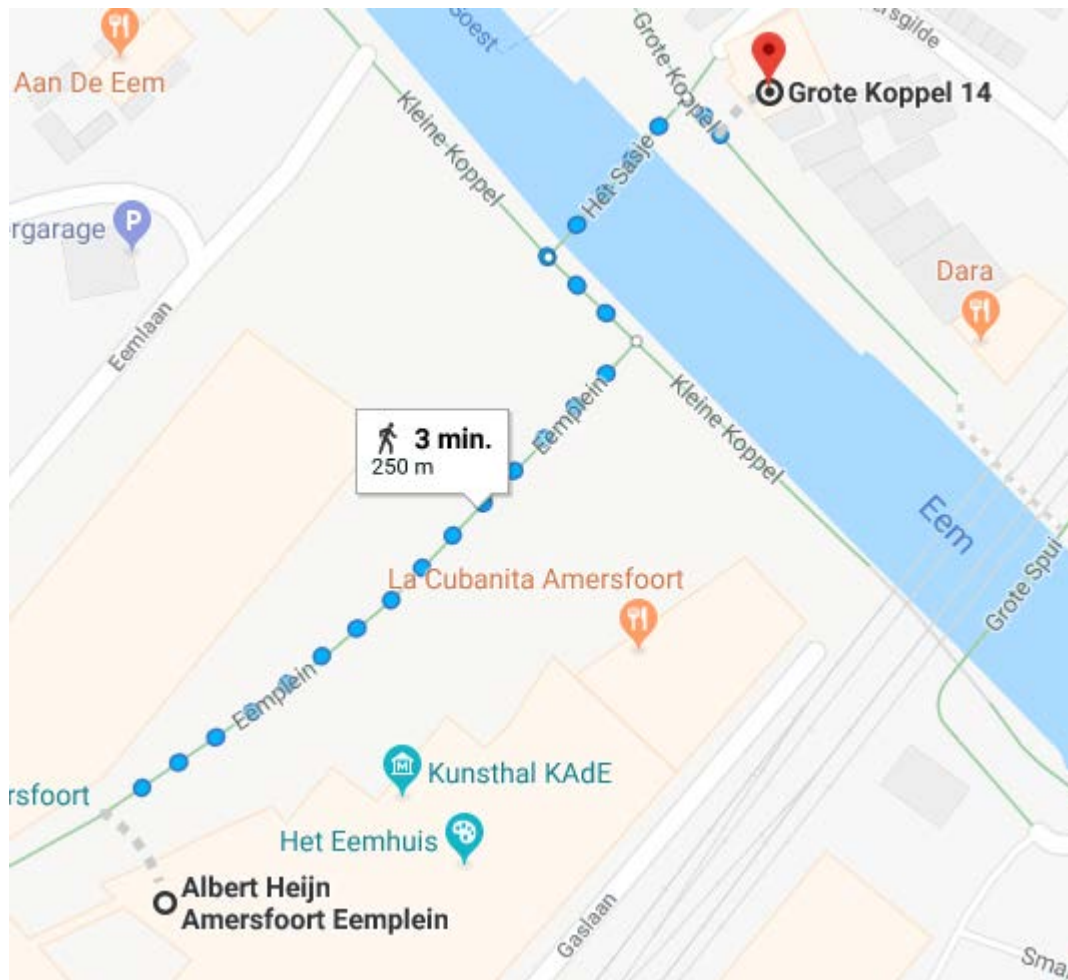 Soest
Grote Koppel
ersgilde
Aan De Eem
Grote Koppel 14
Kleine Koppel
Het Sasje
rgarage
P
Dara
Eemlaan
Eemplein
3 min.
250 m
Kleine Koppel
Eem
La Cubanita Amersfoort
Grote Spui
Eemplein
Kunsthal KAdE
M
rsfoort
Het Eemhuis
Albert Heijn
Amersfoort Eemplein
Gaslaan
Sma